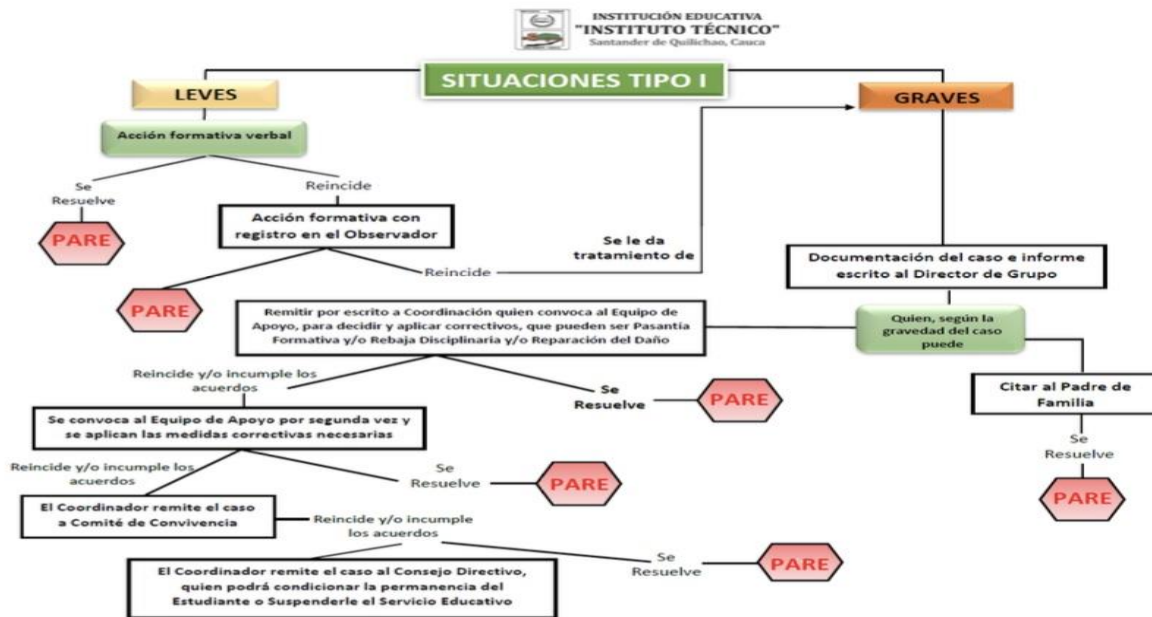 INSTITUCIÓN EDUCATIVA
"INSTITUTO TÉCNICO"
Santander de Quilichao, Cauca
SITUACIONES TIPO I
LEVES
GRAVES
Acción formativa verbal
Se
Resuelve
Reincide
PARE
Acción formativa con
registro en el Observador
Se le da
tratamiento de
Documentación del caso e informe
escrito al Director de Grupo
Reincide
PARE
Remitir por escrito a Coordinación quien convoca al Equipo de
Apoyo, para decidir y aplicar correctivos, que pueden ser Pasantía
Formativa y/o Rebaja Disciplinaria y/o Reparación del Daño
Quien, según la
gravedad del caso
puede
Reincide y/o incumple los
acuerdos
Se
Resuelve
PARE
Citar al Padre de
Familia
Se convoca al Equipo de Apoyo por segunda vez y
se aplican las medidas correctivas necesarias
Se
Resuelve
PARE
Reincide y/o incumple los
acuerdos
Se
Resuelve
PARE
El Coordinador remite el caso
a Comité de Convivencia
Reincide y/o incumple
los acuerdos
Se
Resuelve
PARE
El Coordinador remite el caso al Consejo Directivo,
quien podrá condicionar la permanencia del
Estudiante o Suspenderle el Servicio Educativo